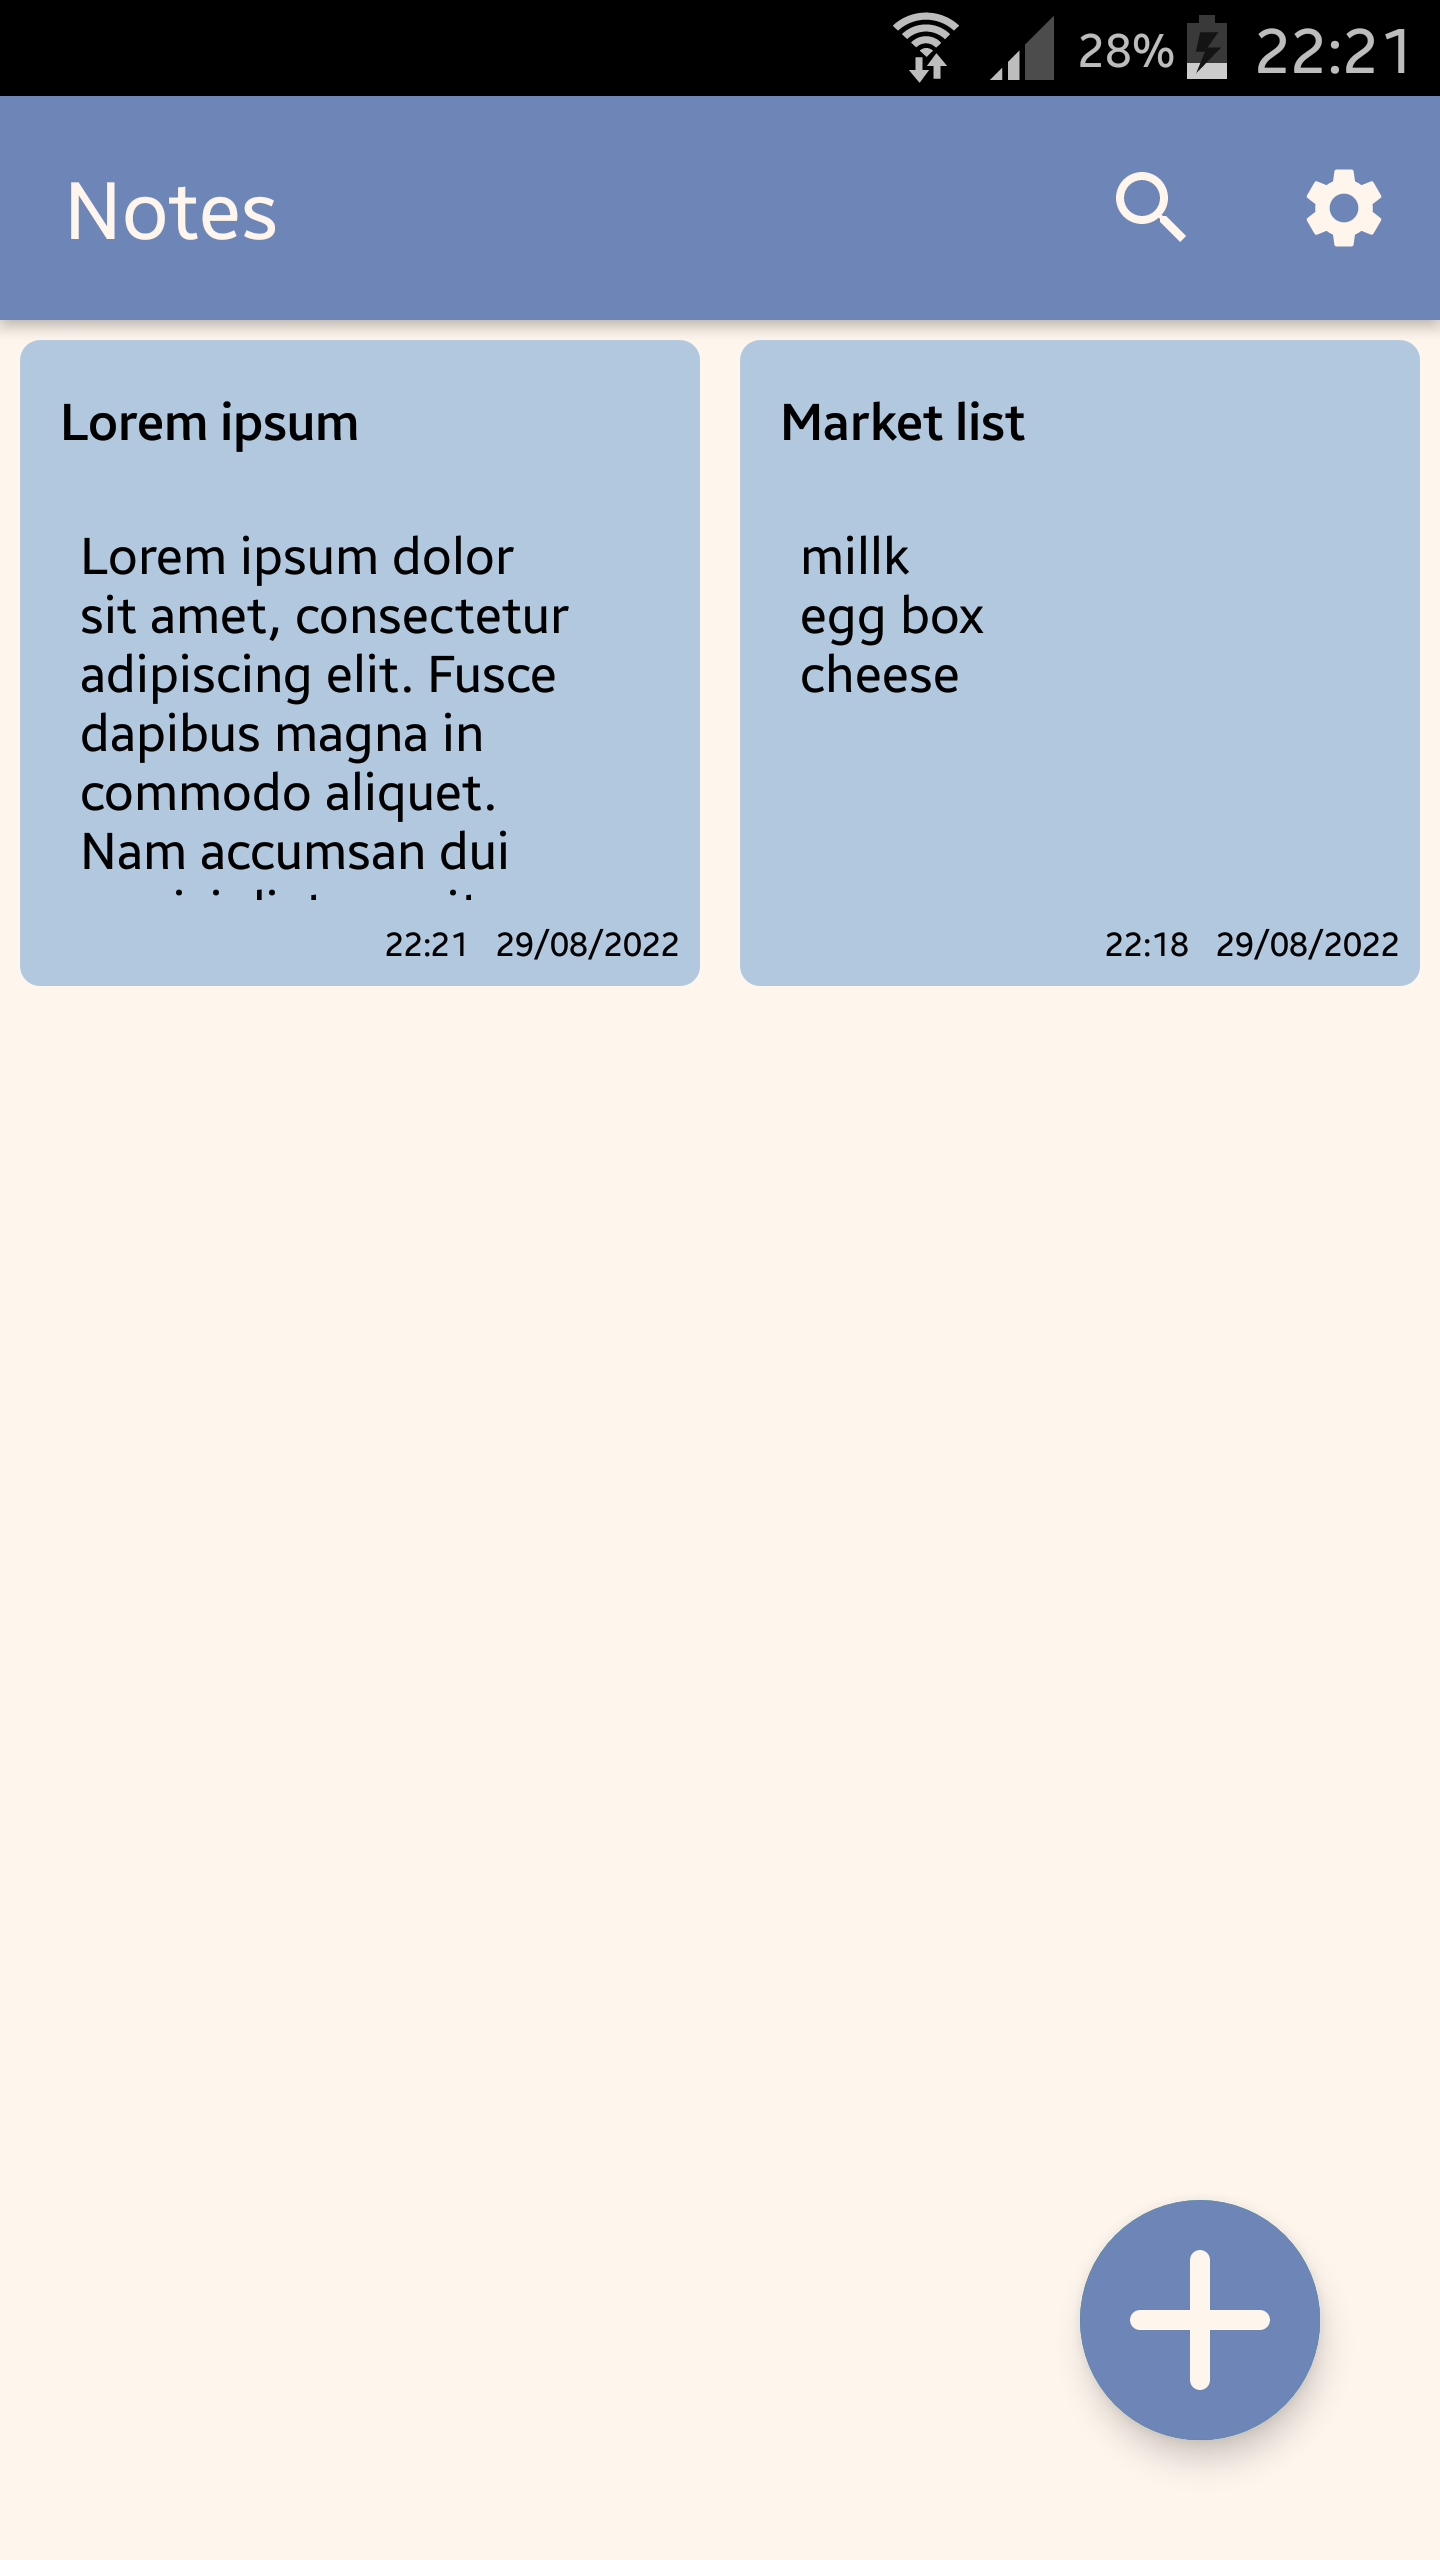 28% 22:21
Notes
Lorem ipsum
Lorem ipsum dolor
sit amet, consectetur
adipiscing elit. Fusce
dapibus magna in
commodo aliquet.
Nam accumsan dui
22:21 29/08/2022
Market list
millk
egg box
cheese
22:18 29/08/2022